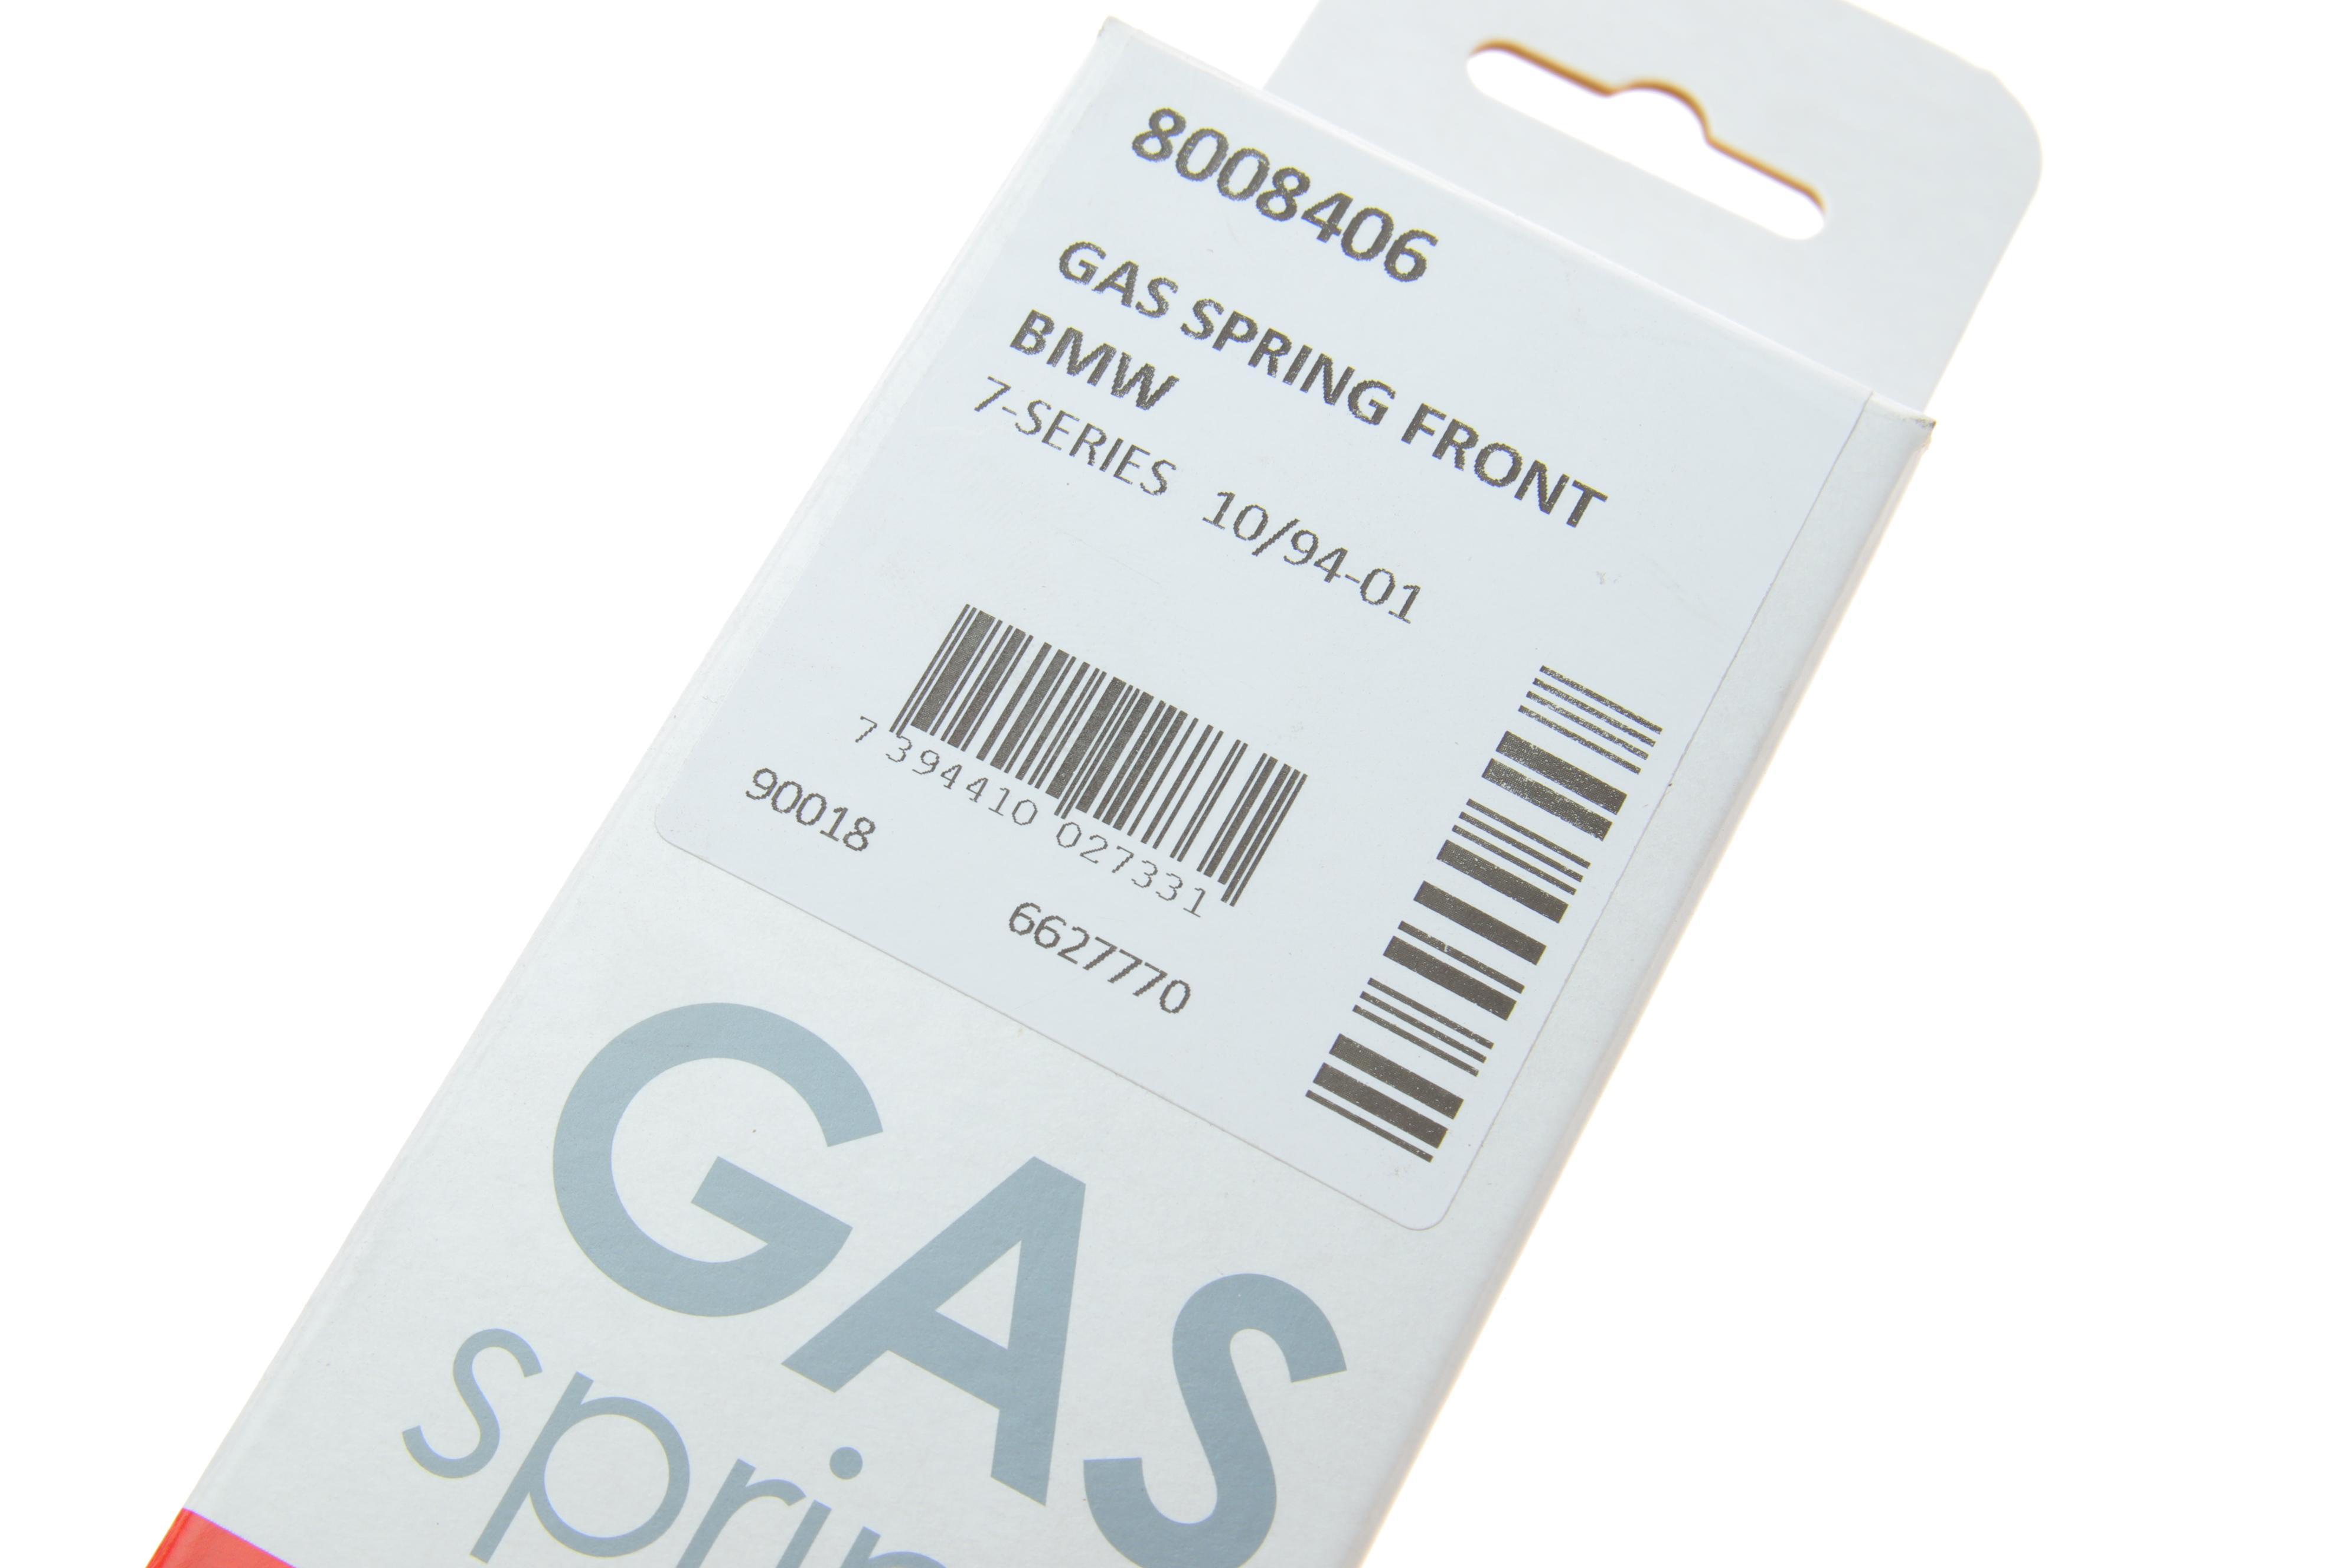 8008406
GAS SPRING FRONT
BMW
7-SERIES 10/94-01
7 394410 027331
90018
6627770
GAS
sprin